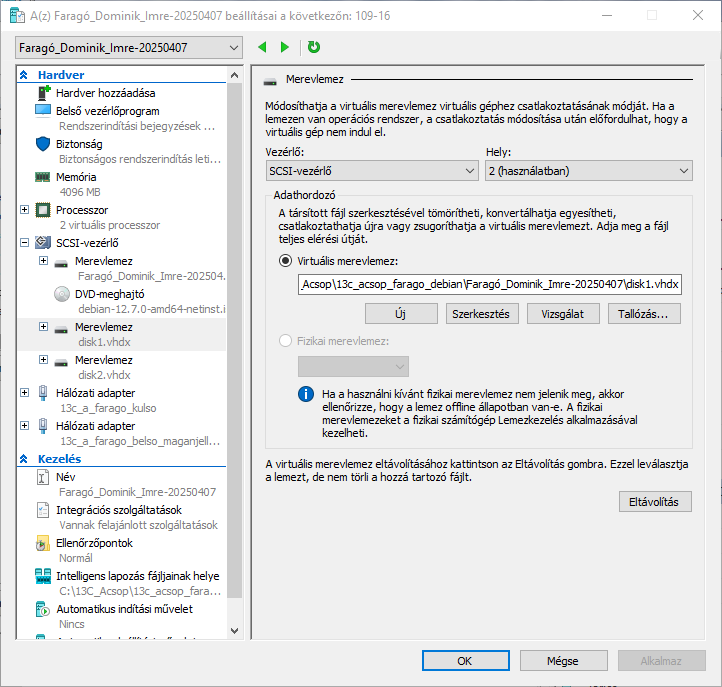 A(z) Faragó_Dominik_Imre-20250407 beállításai a következőn: 109-16
Faragó_Dominik_Imre-20250407
Hardver
Hardver hozzáadása
Belső vezérlőprogram
Rendszerindítási bejegyzések ...
Biztonság
Biztonságos rendszerindítás leti...
Memória
4096 MB
Processzor
2 virtuális processzor
SCSI-vezérlő
Merevlemez
Faragó_Dominik_Imre-202504...
DVD-meghajtó
debian-12.7.0-amd64-netinst.i
Merevlemez
disk1.vhdx
Merevlemez
disk2.vhdx
Hálózati adapter
13c_a_farago_kulso
Hálózati adapter
13c_a_farago_belso_maganjell...
Kezelés
Név
Faragó_Dominik_Imre-20250407
Integrációs szolgáltatások
Vannak felajánlott szolgáltatások
Ellenőrzőpontok
Normál
Intelligens lapozás fájljainak helye
C:\13C_Acsop\13c_acsop_fara...
Automatikus indítási művelet
Nincs
Merevlemez
Módosíthatja a virtuális merevlemez virtuális géphez csatlakoztatásának módját. Ha a
lemezen van operációs rendszer, a csatlakoztatás módosítása után előfordulhat, hogy a
virtuális gép nem indul el.
Vezérlő:
Hely:
SCSI-vezérlő
2 (használatban)
Adathordozó
A társított fájl szerkesztésével tömörítheti, konvertálhatja egyesítheti,
csatlakoztathatja újra vagy zsugoríthatja a virtuális merevlemezt. Adja meg a fájl
teljes elérési útját.
Virtuális merevlemez:
Acsop\13c_acsop_farago_debian\Faragó_Dominik_Imre-20250407\disk1.vhdx
Új
Szerkesztés
Vizsgálat
Tallózás...
Fizikai merevlemez:
Ha a használni kívánt fizikai merevlemez nem jelenik meg, akkor
ellenőrizze, hogy a lemez offline állapotban van-e. A fizikai
merevlemezeket a fizikai számítógép Lemezkezelés alkalmazásával
kezelheti.
A virtuális merevlemez eltávolításához kattintson az Eltávolítás gombra. Ezzel leválasztja
a lemezt, de nem törli a hozzá tartozó fájlt.
Eltávolítás
OK
Mégse
Alkalmaz